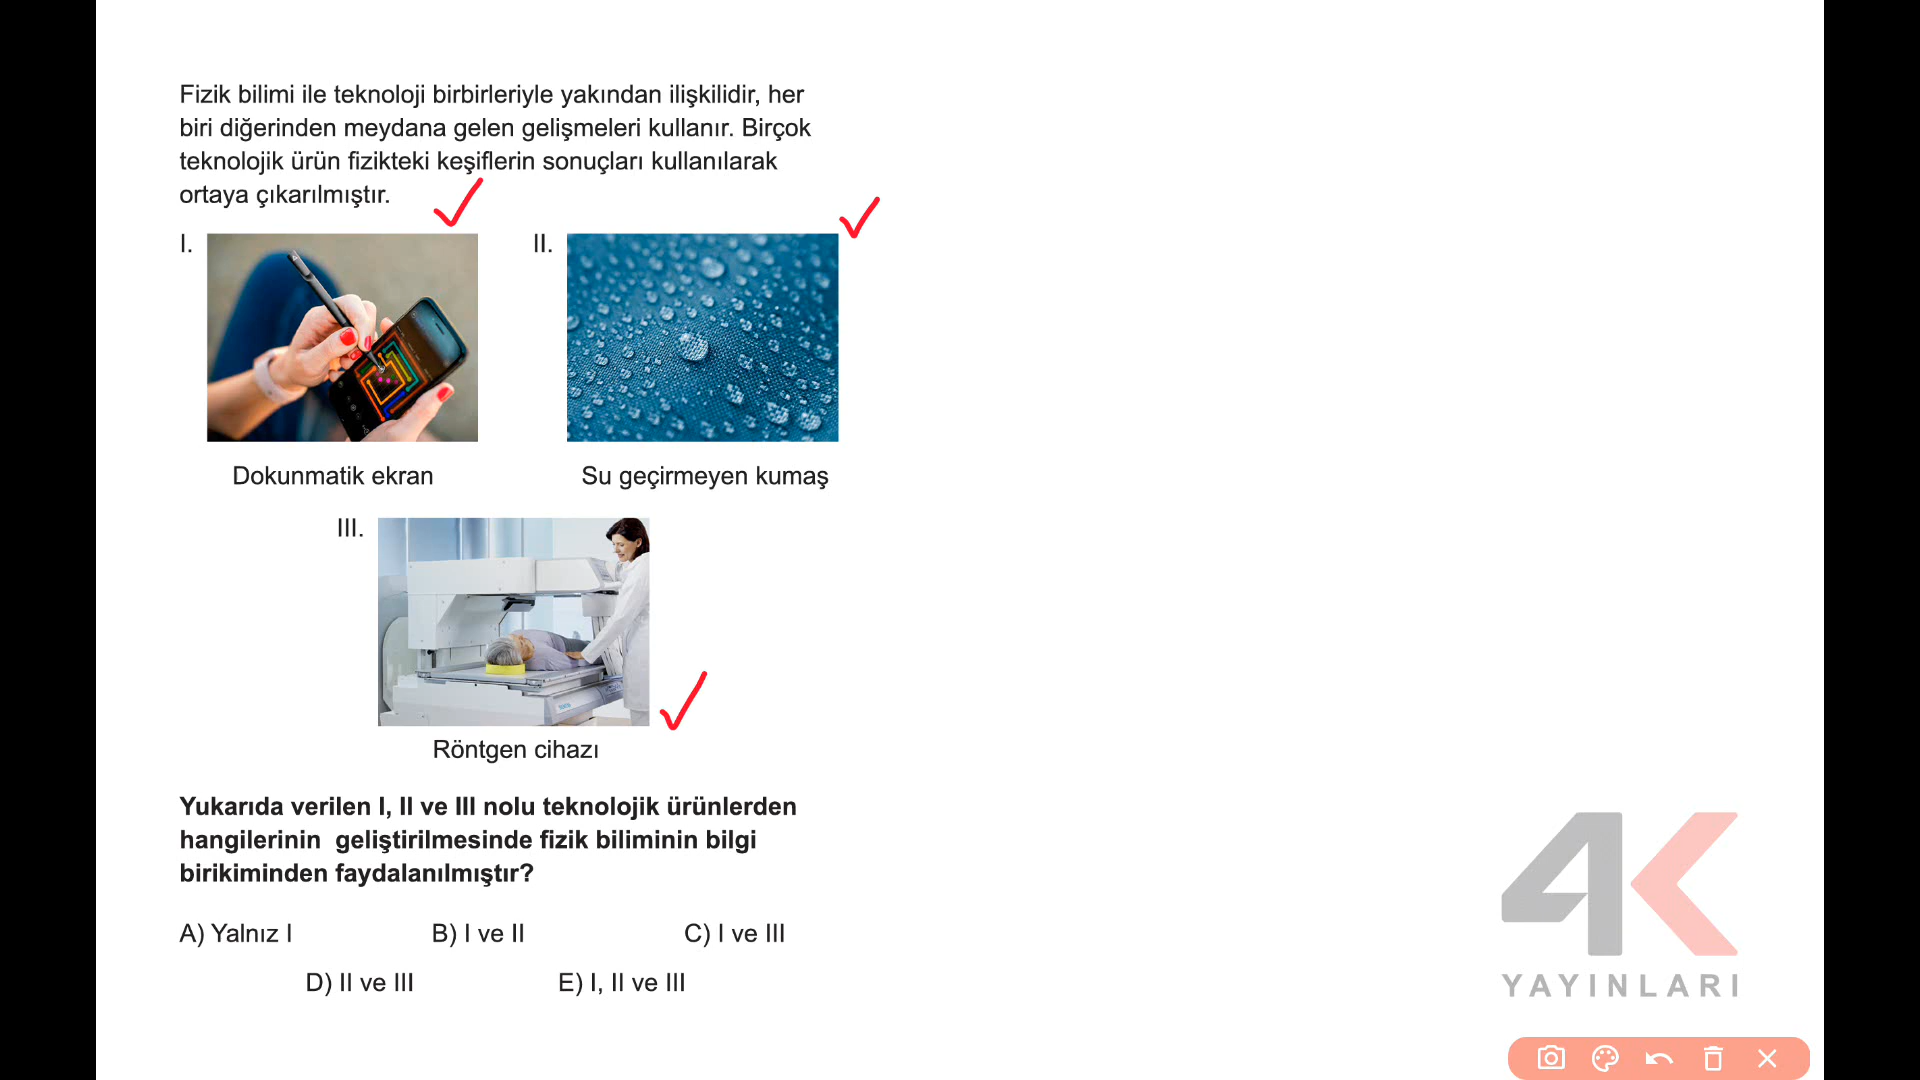 Fizik bilimi ile teknoloji birbirleriyle yakından ilişkilidir, her
biri diğerinden meydana gelen gelişmeleri kullanır. Birçok
teknolojik ürün fizikteki keşiflerin sonuçları kullanılarak
ortaya çıkarılmıştır.
I.
II.
Dokunmatik ekran
Su geçirmeyen kumaş
III.
Röntgen cihazı
Yukarıda verilen I, II ve III nolu teknolojik ürünlerden
hangilerinin geliştirilmesinde fizik biliminin bilgi
birikiminden faydalanılmıştır?
A) Yalnız I
B) I ve II
C) I ve III
D) II ve III
E) I, II ve III
4K
YAYINLARI